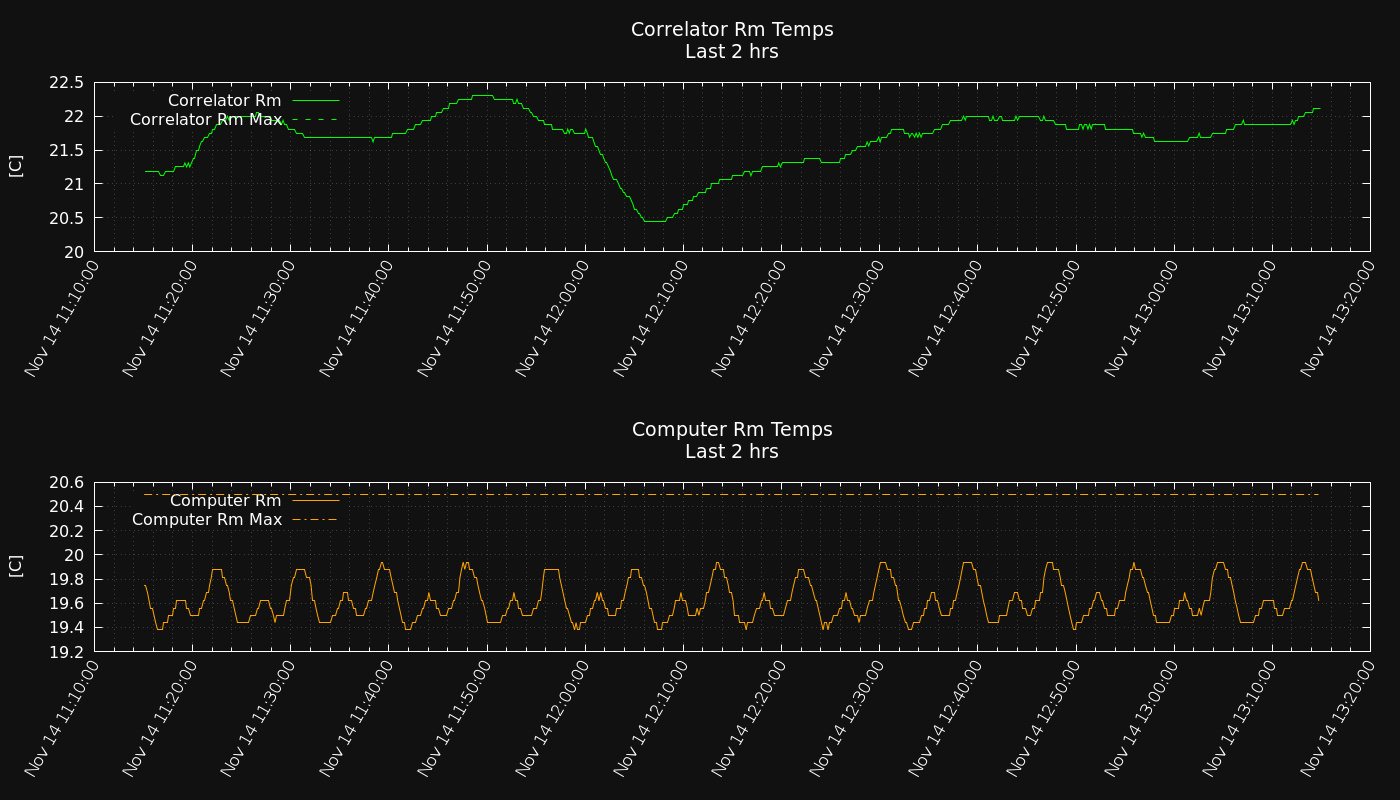 Correlator Rm Temps
Last 2 hrs
[C]
22.5
22
21.5
21
20.5
20
Correlator Rm
Correlator Rm Max
Nov 14 11:10:00
Nov 14 11:20:00
Nov 14 11:30:00
Nov 14 11:40:00
Nov 14 11:50:00
Nov 14 12:00:00
Nov 14 12:10:00
Nov 14 12:20:00
Nov 14 12:30:00
Nov 14 12:40:00
Nov 14 12:50:00
Nov 14 13:00:00
Nov 14 13:10:00
Nov 14 13:20:00
Computer Rm Temps
Last 2 hrs
[C]
20.6
20.4
20.2
20
19.8
19.6
19.4
19.2
Computer Rm
Computer Rm Max
Nov 14 11:10:00
Nov 14 11:20:00
Nov 14 11:30:00
Nov 14 11:40:00
Nov 14 11:50:00
Nov 14 12:00:00
Nov 14 12:10:00
Nov 14 12:20:00
Nov 14 12:30:00
Nov 14 12:40:00
Nov 14 12:50:00
Nov 14 13:00:00
Nov 14 13:10:00
Nov 14 13:20:00